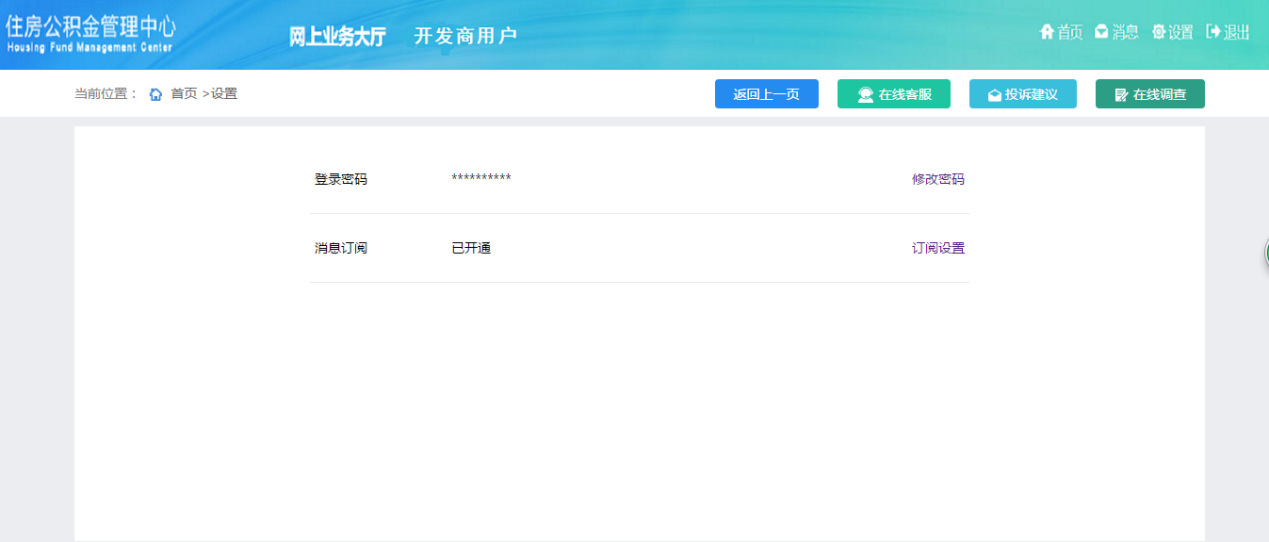 住房公积金管理中心
Housing Fund Management Center
网上业务大厅 开发商用户
首页 消息 设置 退出
当前位置： 首页 >设置
返回上一页 在线客服 投诉建议 在线调查
登录密码 ********** 修改密码
消息订阅 已开通 订阅设置